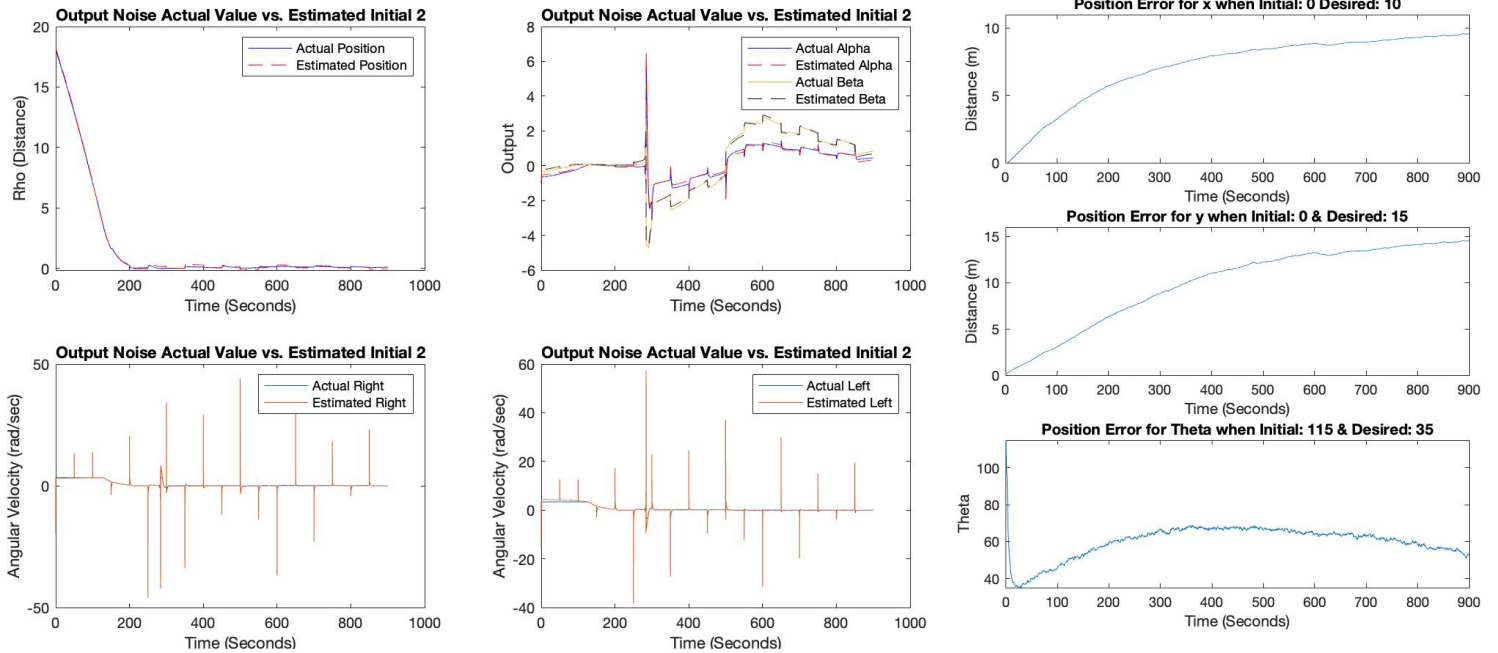 Output Noise Actual Value vs. Estimated Initial 2
20
15
10
5
0
Rho (Distance)
Actual Position
Estimated Position
0 200 400 600 800 1000
Time (Seconds)
Output Noise Actual Value vs. Estimated Initial 2
8
6
4
2
0
-2
-4
-6
Output
Actual Alpha
Estimated Alpha
Actual Beta
Estimated Beta
0 200 400 600 800 1000
Time (Seconds)
Position Error for x when Initial: 0 Desired: 10
10
5
0
Distance (m)
0 100 200 300 400 500 600 700 800 900
Time (Seconds)
Position Error for y when Initial: 0 & Desired: 15
15
10
5
0
Distance (m)
0 100 200 300 400 500 600 700 800 900
Time (Seconds)
Output Noise Actual Value vs. Estimated Initial 2
50
0
-50
Angular Velocity (rad/sec)
Actual Right
Estimated Right
0 200 400 600 800 1000
Time (Seconds)
Output Noise Actual Value vs. Estimated Initial 2
60
40
20
0
-20
-40
Angular Velocity (rad/sec)
Actual Left
Estimated Left
0 200 400 600 800 1000
Time (Seconds)
Position Error for Theta when Initial: 115 & Desired: 35
100
80
60
40
Theta
0 100 200 300 400 500 600 700 800 900
Time (Seconds)